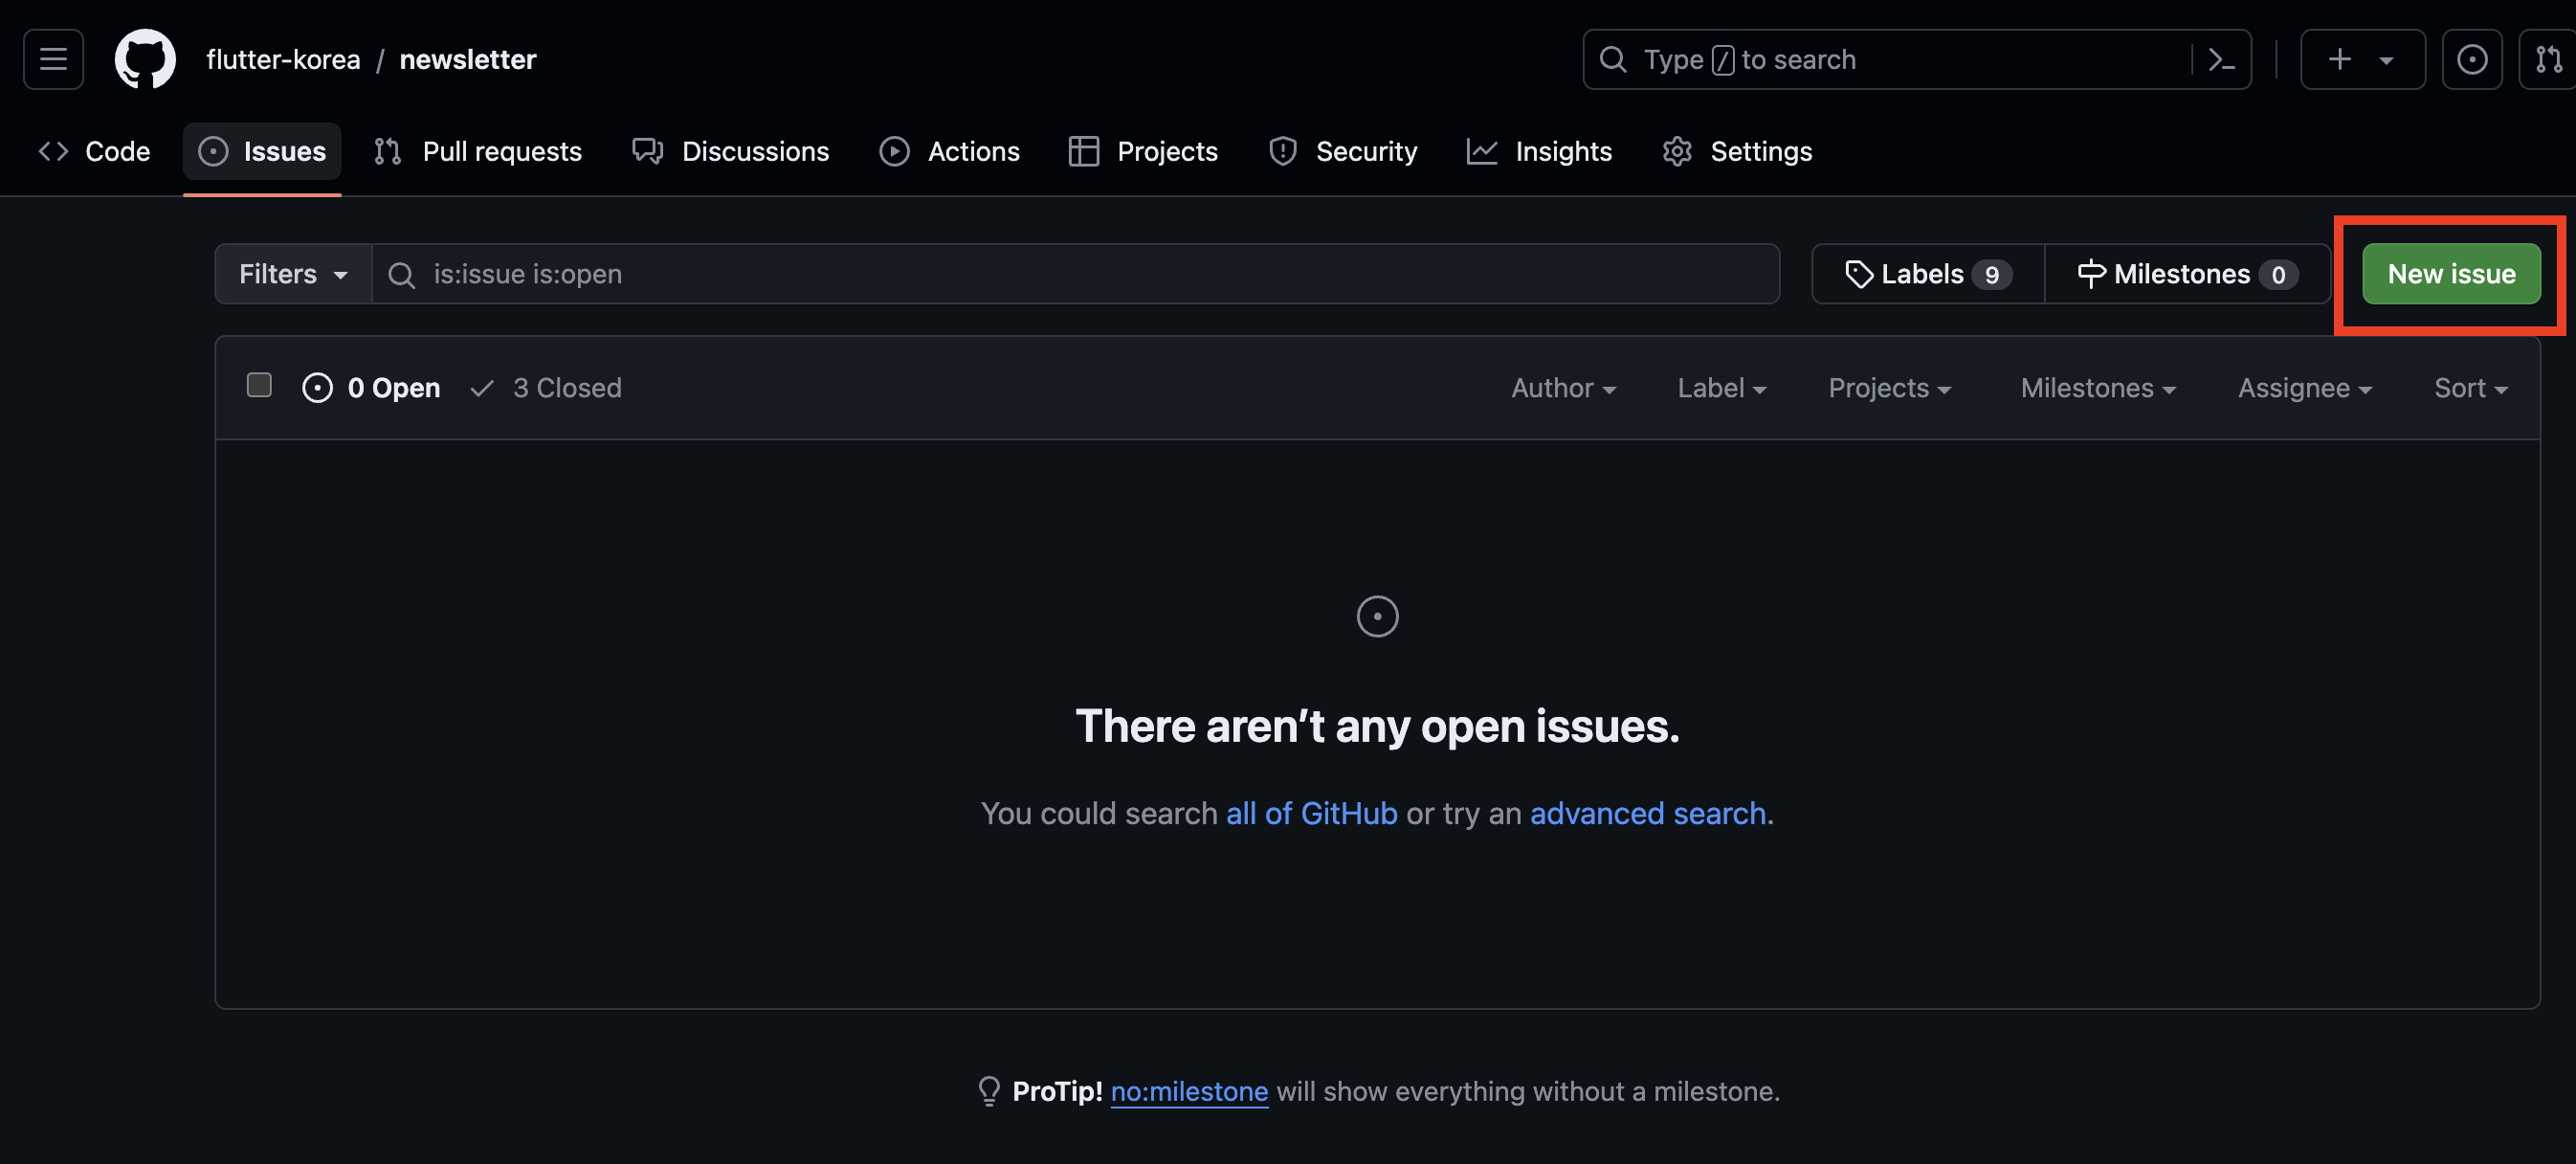 flutter-korea / newsletter
Type / to search
Code Issues Pull requests Discussions Actions Projects Security Insights Settings
Filters is:issue is:open Labels 9 Milestones 0 New issue
0 Open 3 Closed Author Label Projects Milestones Assignee Sort
There aren’t any open issues.
You could search all of GitHub or try an advanced search.
ProTip! no:milestone will show everything without a milestone.